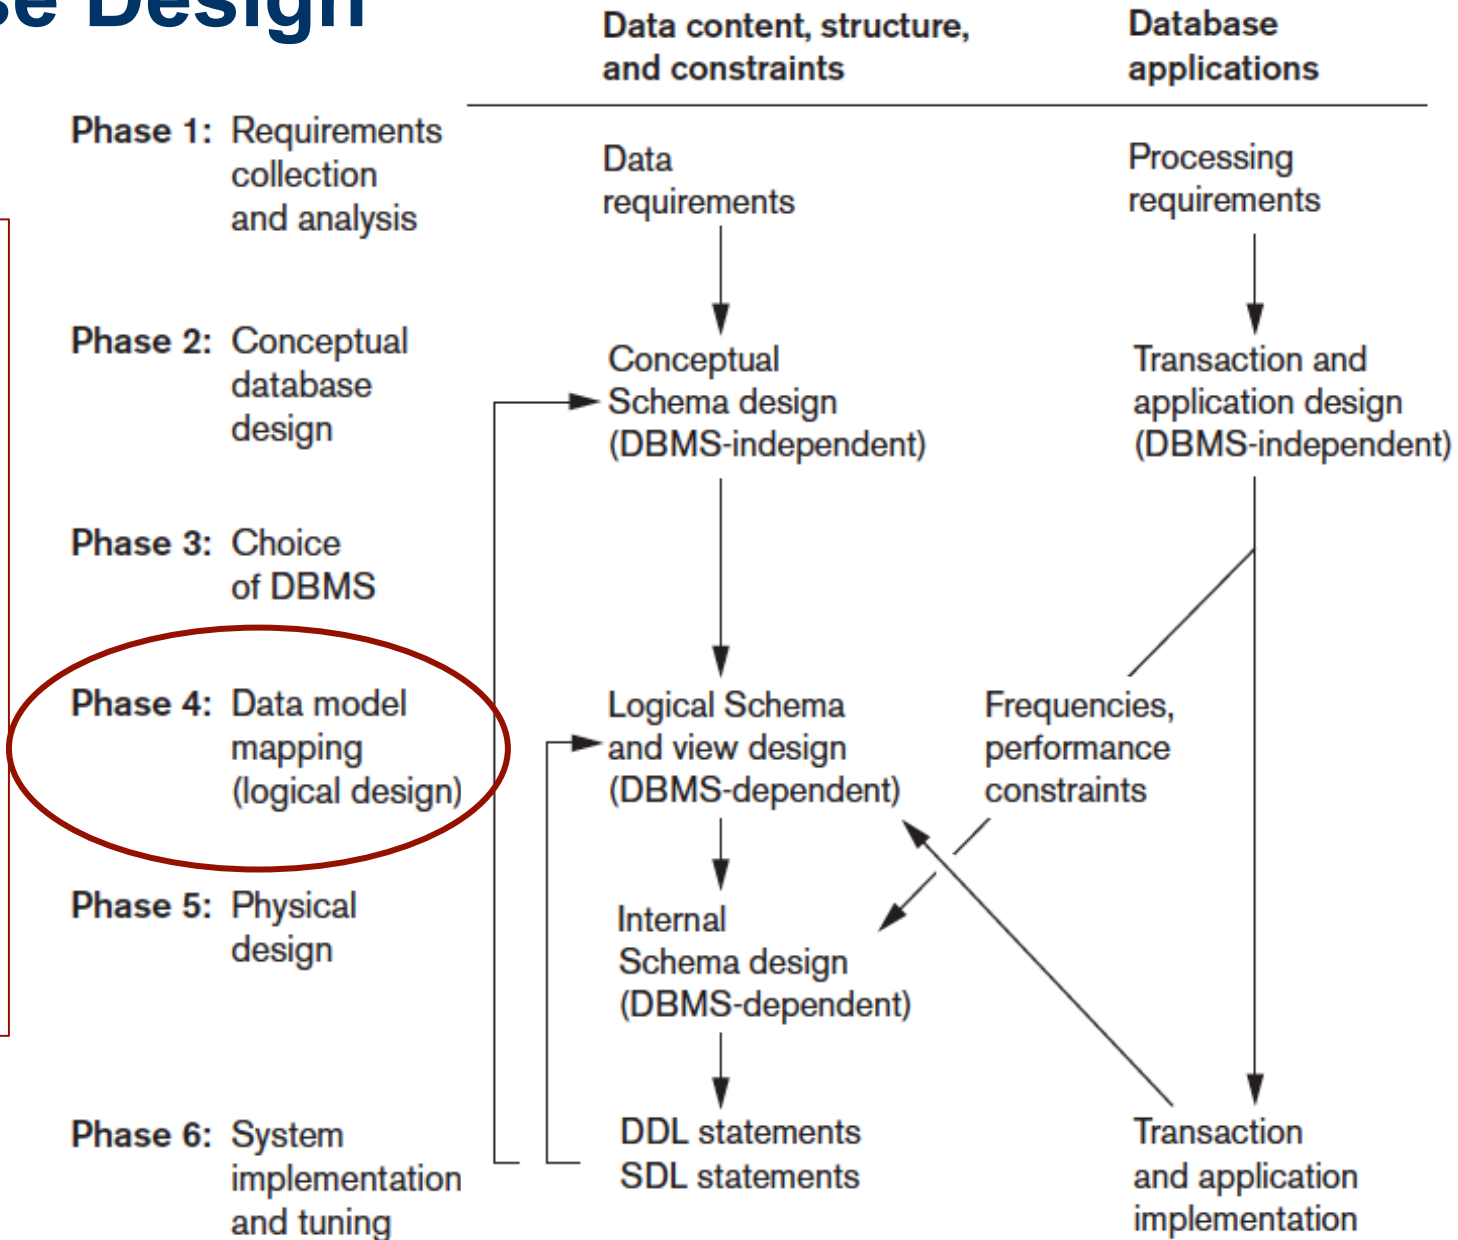 se Design
Data content, structure,
and constraints
Database
applications
Phase 1: Requirements
collection
and analysis
Data
requirements
Processing
requirements
Phase 2: Conceptual
database
design
Conceptual
Schema design
(DBMS-independent)
Transaction and
application design
(DBMS-independent)
Phase 3: Choice
of DBMS
Phase 4: Data model
mapping
(logical design)
Logical Schema
and view design
(DBMS-dependent)
Frequencies,
performance
constraints
Phase 5: Physical
design
Internal
Schema design
(DBMS-dependent)
Phase 6: System
implementation
and tuning
DDL statements
SDL statements
Transaction
and application
implementation